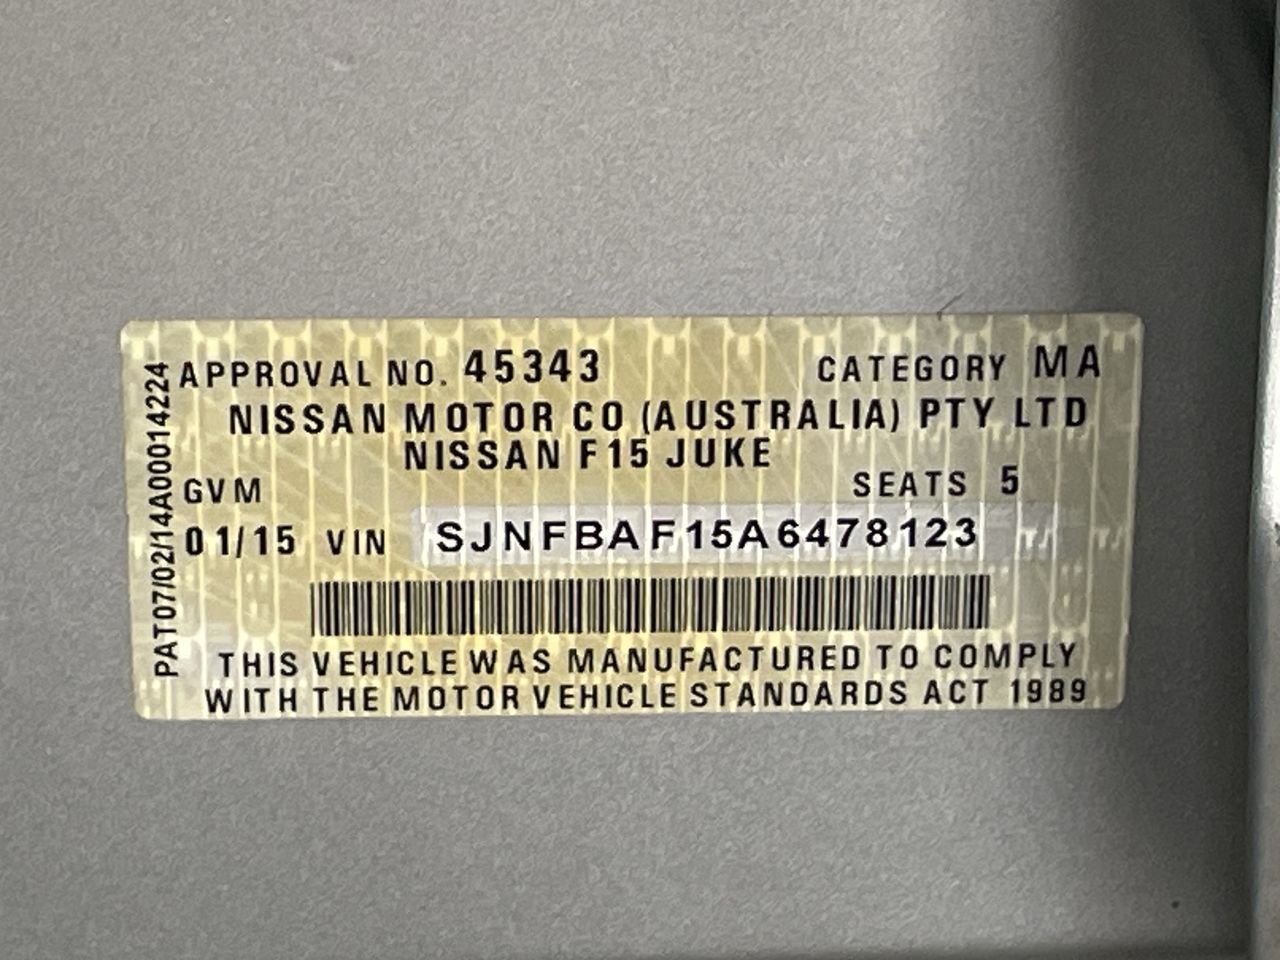 PAT07/02/14A00014224
APPROVAL NO. 45343 CATEGORY MA
NISSAN MOTOR CO (AUSTRALIA) PTY LTD
NISSAN F15 JUKE
GVM SEATS 5
01/15 VIN SJNFBAF15A6478123
THIS VEHICLE WAS MANUFACTURED TO COMPLY
WITH THE MOTOR VEHICLE STANDARDS ACT 1989